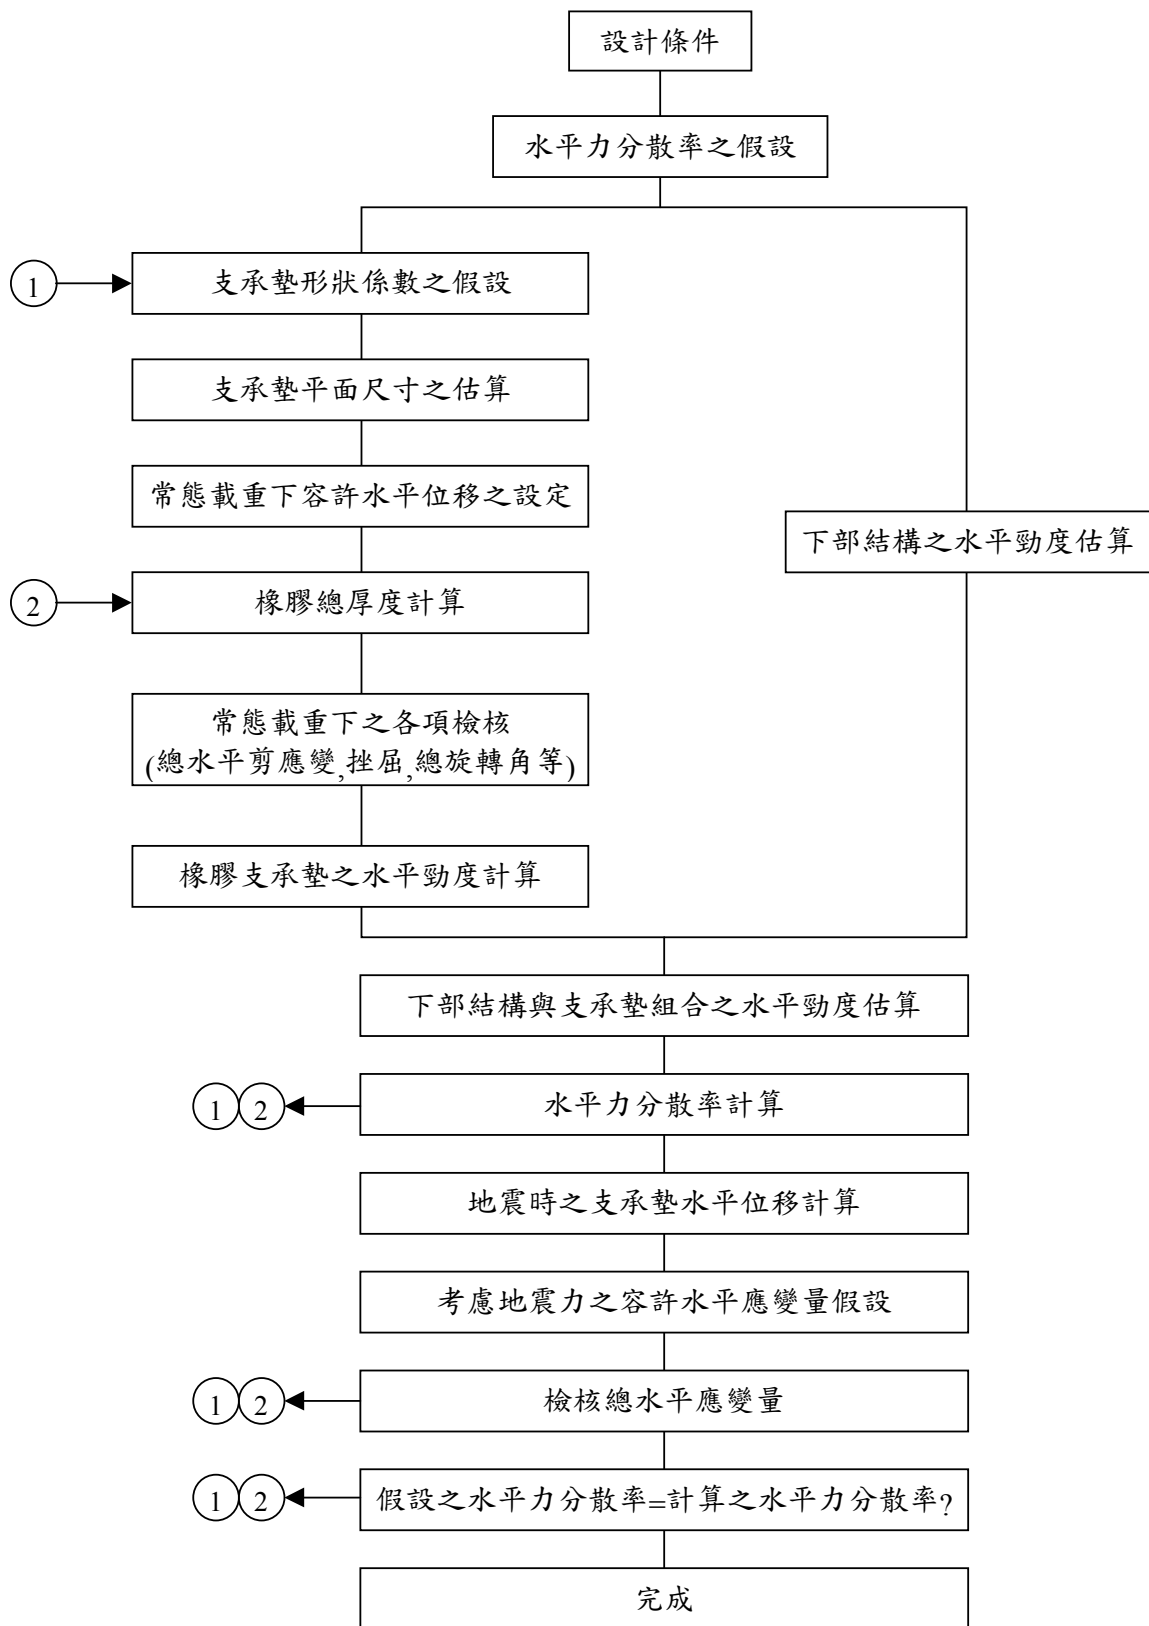 設計條件
水平力分散率之假設
1
支承墊形狀係數之假設
支承墊平面尺寸之估算
常態載重下容許水平位移之設定
下部結構之水平勁度估算
2
橡膠總厚度計算
常態載重下之各項檢核
(總水平剪應變,挫屈,總旋轉角等)
橡膠支承墊之水平勁度計算
下部結構與支承墊組合之水平勁度估算
1 2
水平力分散率計算
地震時之支承墊水平位移計算
考慮地震力之容許水平應變量假設
1 2
檢核總水平應變量
1 2
假設之水平力分散率=計算之水平力分散率?
完成